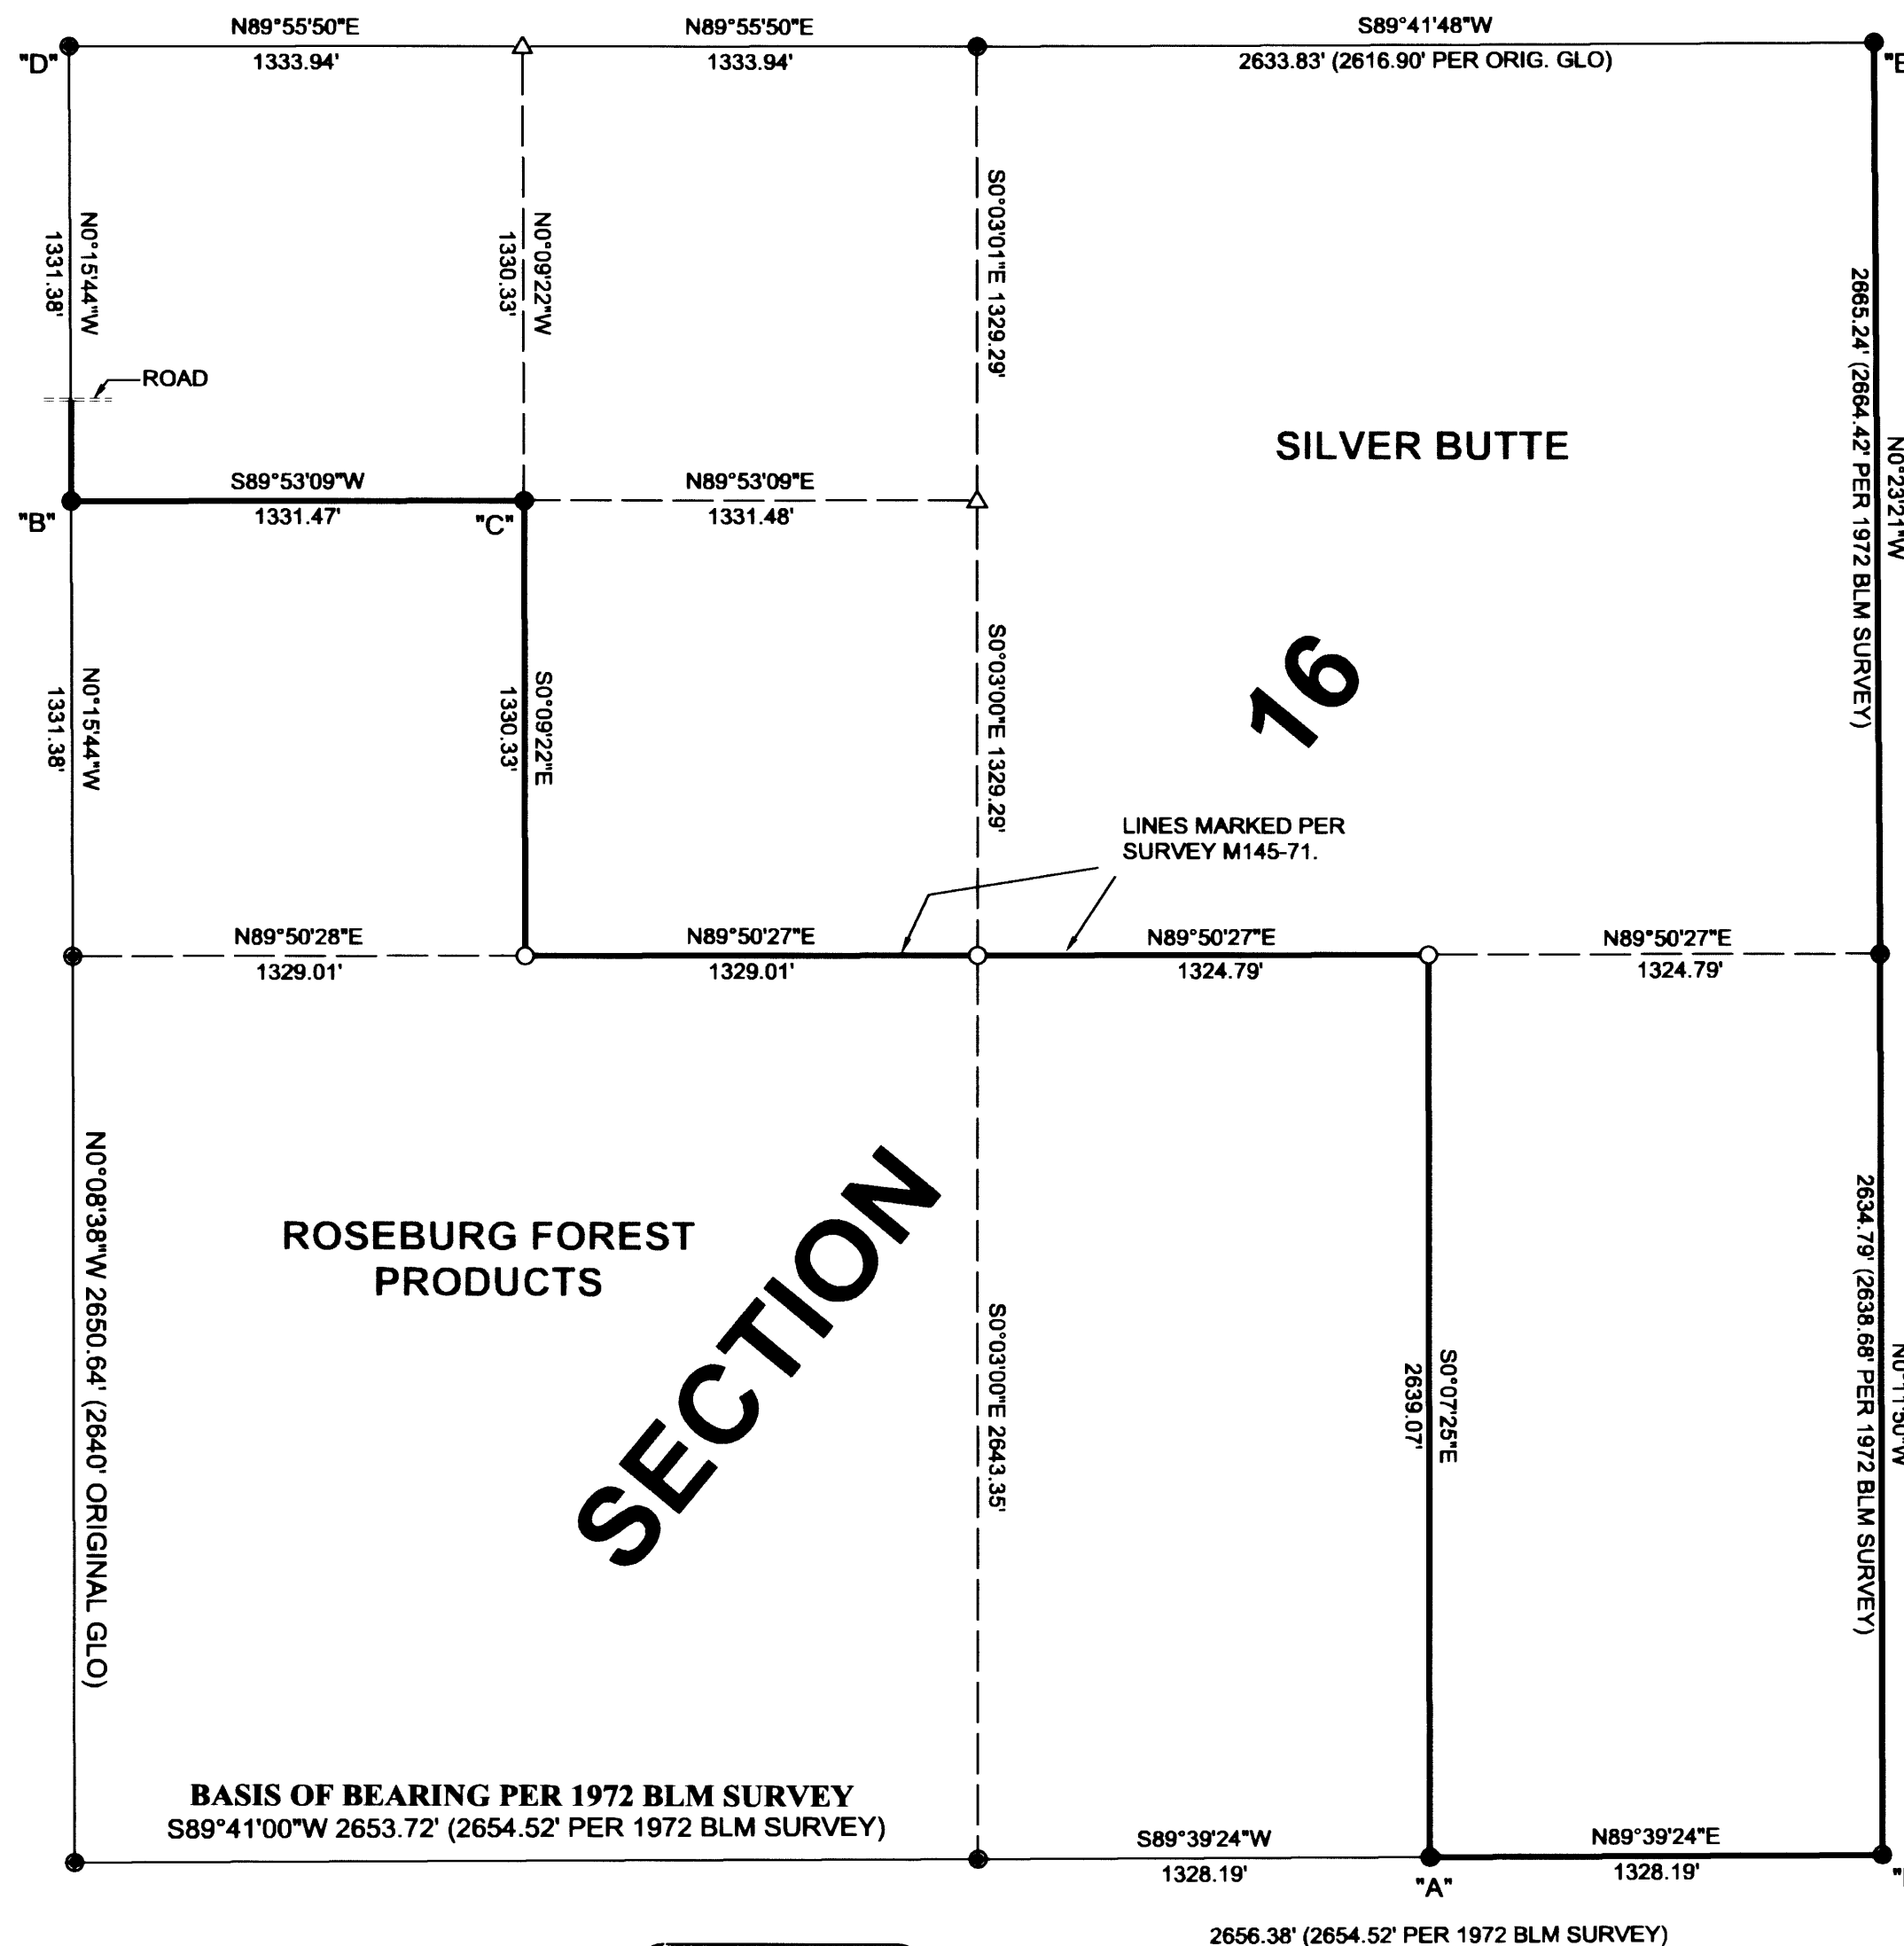 N89°55'50"E
N89°55'50"E
S89°41'48"W
"D"
1333.94'
1333.94'
2633.83' (2616.90' PER ORIG. GLO)
N0°15'44"W
1331.38'
N0°09'22"W
1330.33'
S0°03'01"E 1329.29'
2665.24' (2664.42' PER 1972 BLM SURVEY)
N0°23'21"W
ROAD
SILVER BUTTE
S89°53'09"W
N89°53'09"E
"B"
1331.47'
"C"
1331.48'
N0°15'44"W
1331.38'
S0°09'22"E
1330.33'
S0°03'00"E 1329.29'
16
LINES MARKED PER
SURVEY M145-71.
N89°50'28"E
N89°50'27"E
N89°50'27"E
N89°50'27"E
1329.01'
1329.01'
1324.79'
1324.79'
N0°08'38"W 2650.64' (2640' ORIGINAL GLO)
ROSEBURG FOREST
PRODUCTS
SECTION
S0°03'00"E 2643.35'
S0°07'25"E
2639.07'
2634.79' (2638.68' PER 1972 BLM SURVEY)
N0°11'50"W
BASIS OF BEARING PER 1972 BLM SURVEY
S89°41'00"W 2653.72' (2654.52' PER 1972 BLM SURVEY)
S89°39'24"W
N89°39'24"E
1328.19'
"A"
1328.19'
2656.38' (2654.52' PER 1972 BLM SURVEY)